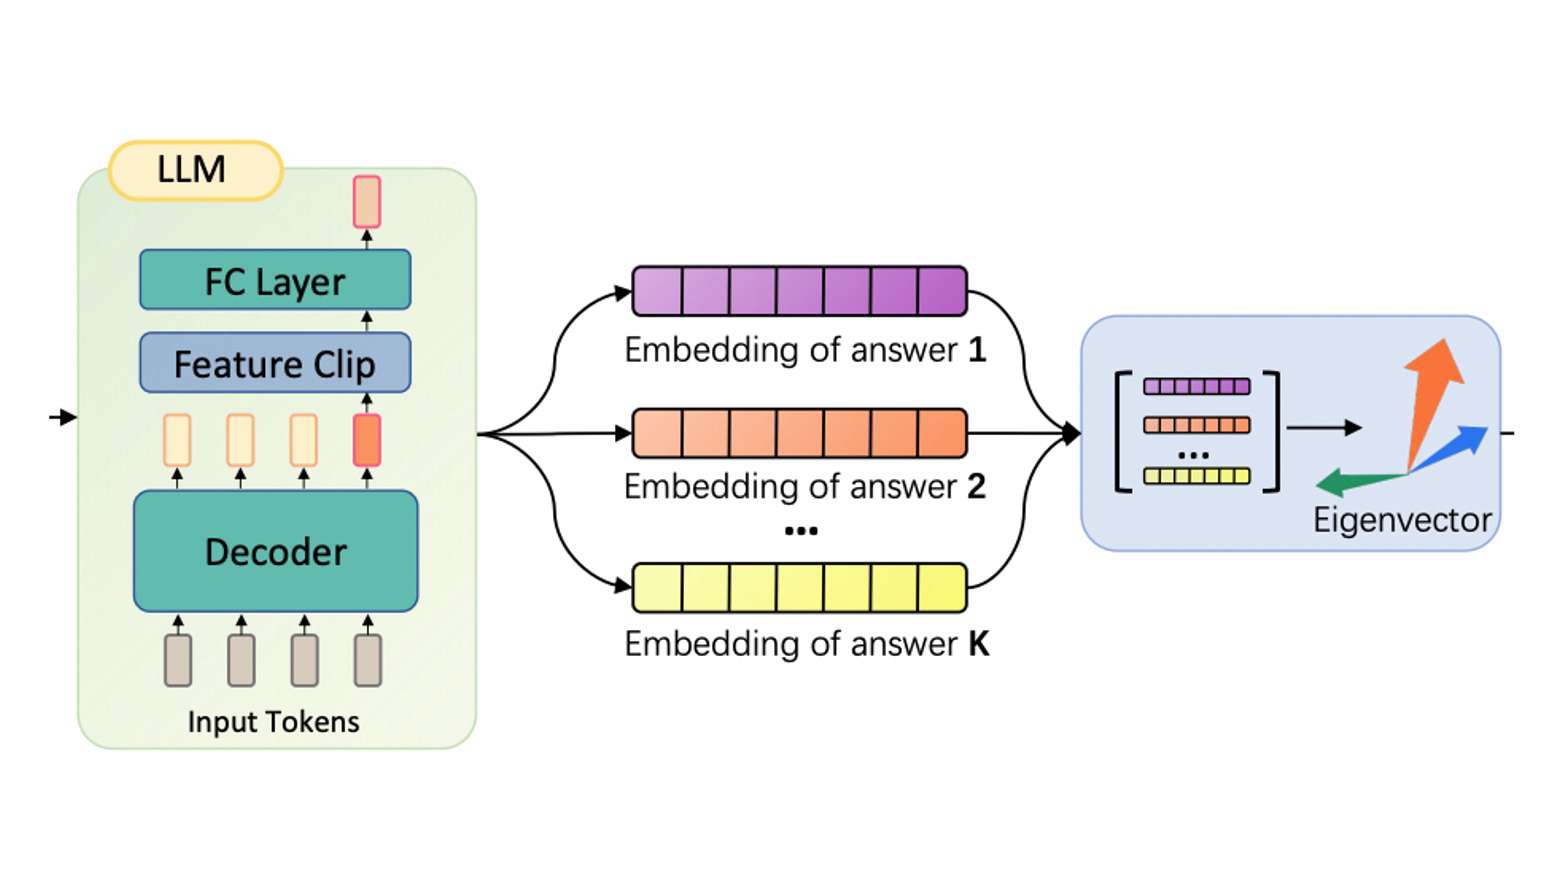 LLM
FC Layer
Feature Clip
Decoder
Input Tokens
Embedding of answer 1
Embedding of answer 2
...
Embedding of answer K
...
Eigenvector